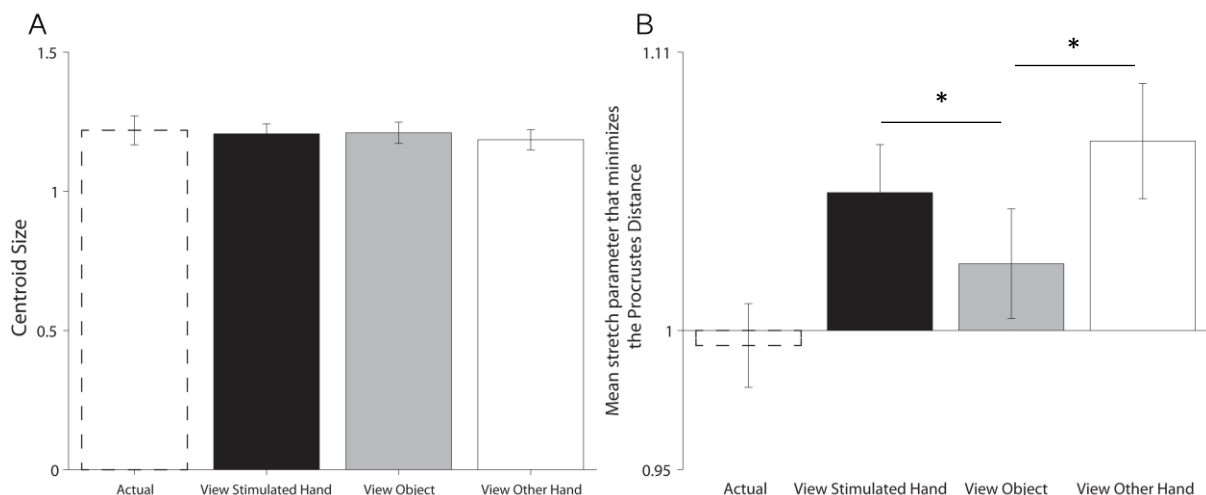 A
1.5
1
0.5
0
Centroid Size
Actual
View Stimulated Hand
View Object
View Other Hand
B
1.11
1
0.95
Mean stretch parameter that minimizes
the Procrustes Distance
*
*
Actual
View Stimulated Hand
View Object
View Other Hand